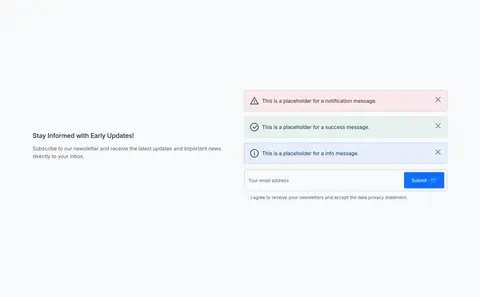 This is a placeholder for a notification message.
This is a placeholder for a success message.
Stay Informed with Early Updates!
Subscribe to our newsletter and receive the latest updates and important news
directly to your inbox.
This is a placeholder for a info message.
Your email address
Submit
I agree to receive your newsletters and accept the data privacy statement.